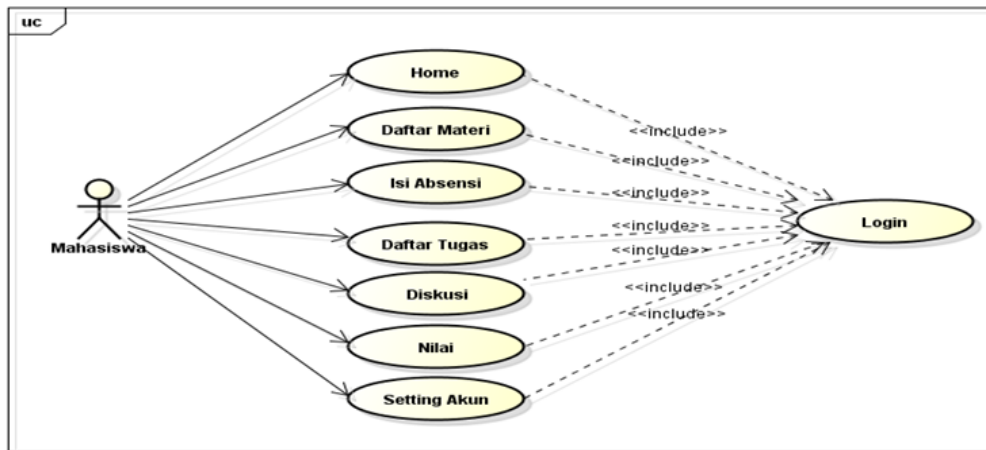 uc
Home
<<include>>
Daftar Materi
<<include>>
Isi Absensi
<<include>>
Mahasiswa
Login
Daftar Tugas
<<include>>
<<include>>
Diskusi
<<include>>
<<include>>
Nilai
Setting Akun